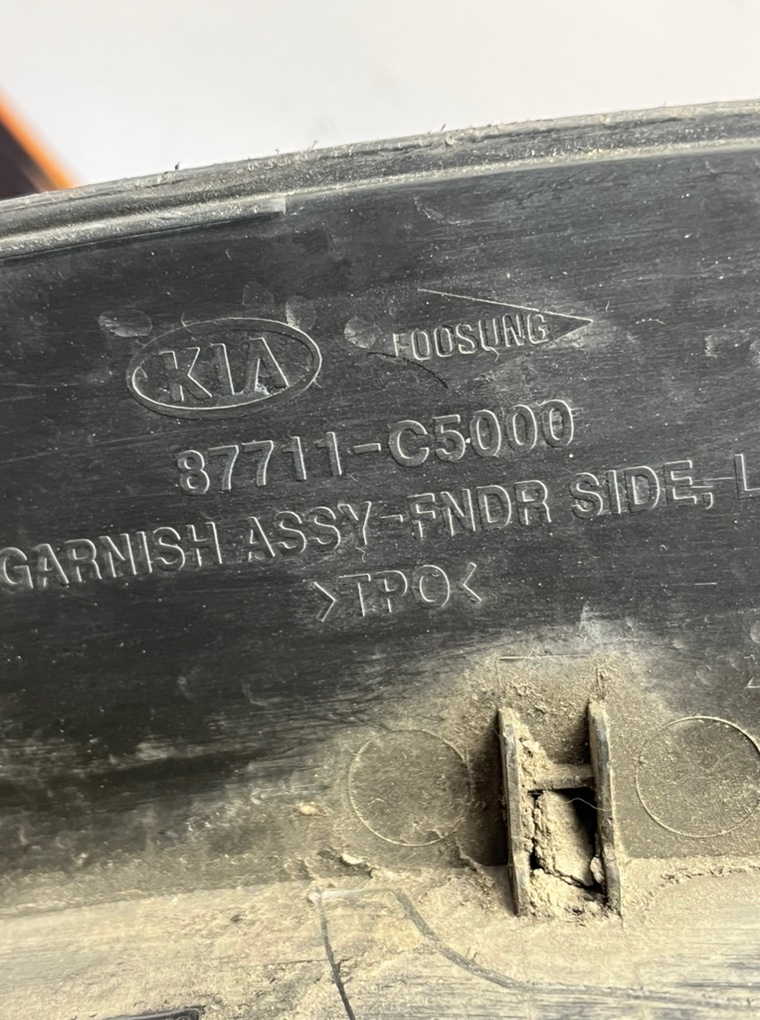 KIA FOOSUNG
87711-C5000
GARNISH ASSY-FNDR SIDE, L
>TPO<